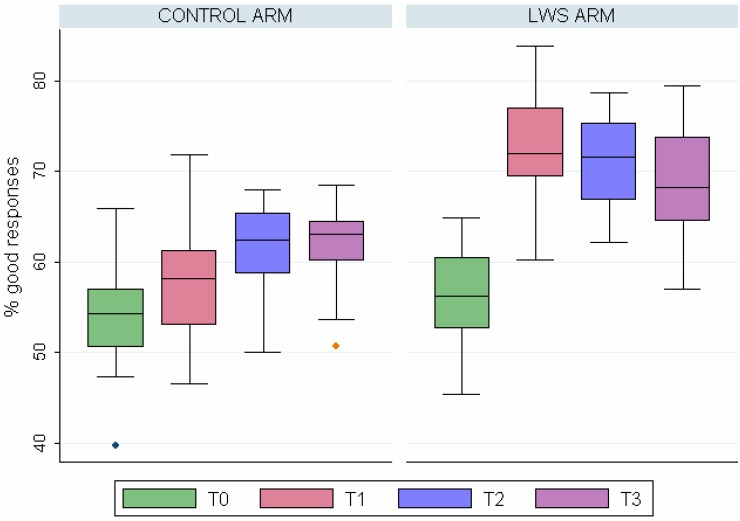 CONTROL ARM
LWS ARM
% good responses
80
70
60
50
40
T0 T1 T2 T3